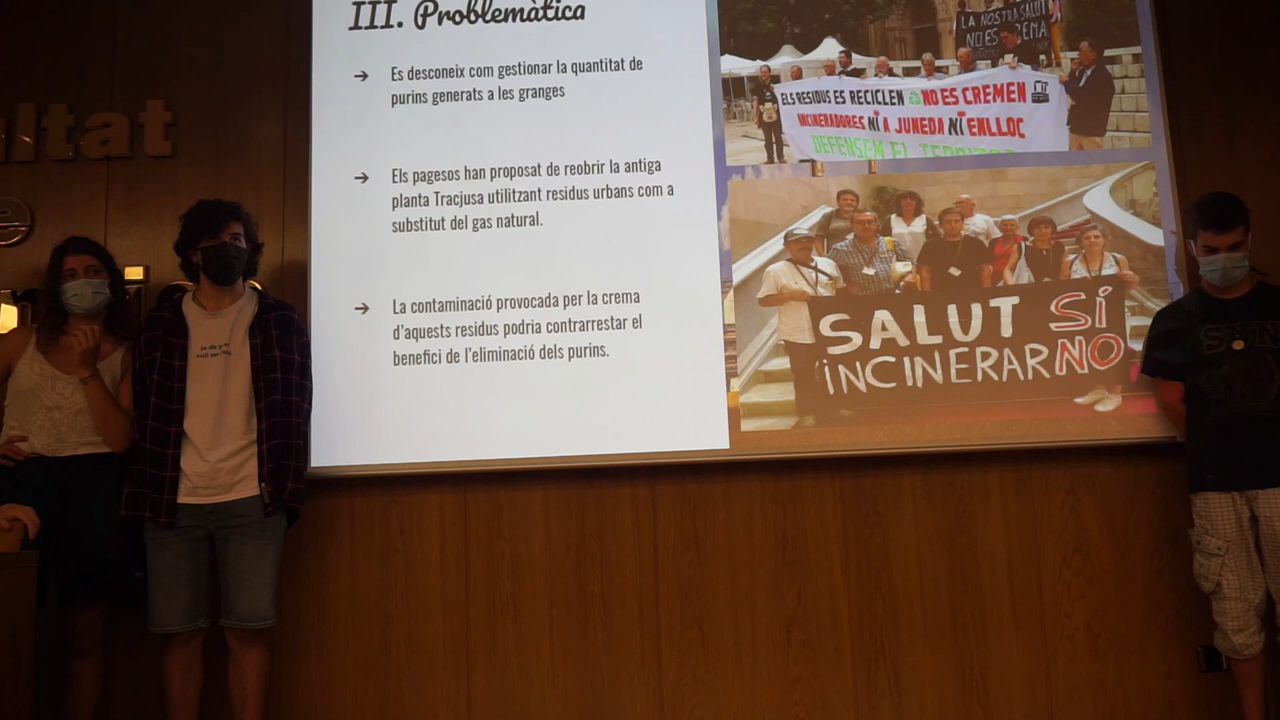 ultat
e
III. Problemàtica
➔ Es desconeix com gestionar la quantitat de
purins generats a les granges
➔ Els pagesos han proposat de reobrir la antiga
planta Tracjusa utilitzant residus urbans com a
substitut del gas natural.
➔ La contaminació provocada per la crema
d'aquests residus podria contrarrestar el
benefici de l'eliminació dels purins.
LA NOSTRA SALUT
NO ES CREMA
ELS RESIDUS ES RECICLEN NO ES CREMEN
INCINERADORES NI A JUNEDA NI ENLLOC
DEFENSEM EL TERRITORI
SALUT SÍ
INCINERAR NO